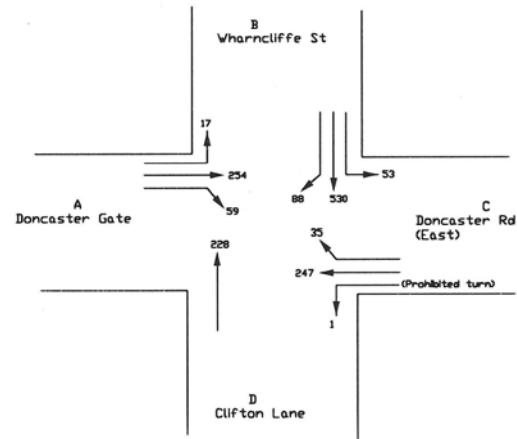 B
Wharncliffe St
17
254
59
88
530
53
A
Doncaster Gate
C
Doncaster Rd
(East)
228
35
247
(Prohibited turn)
1
D
Clifton Lane